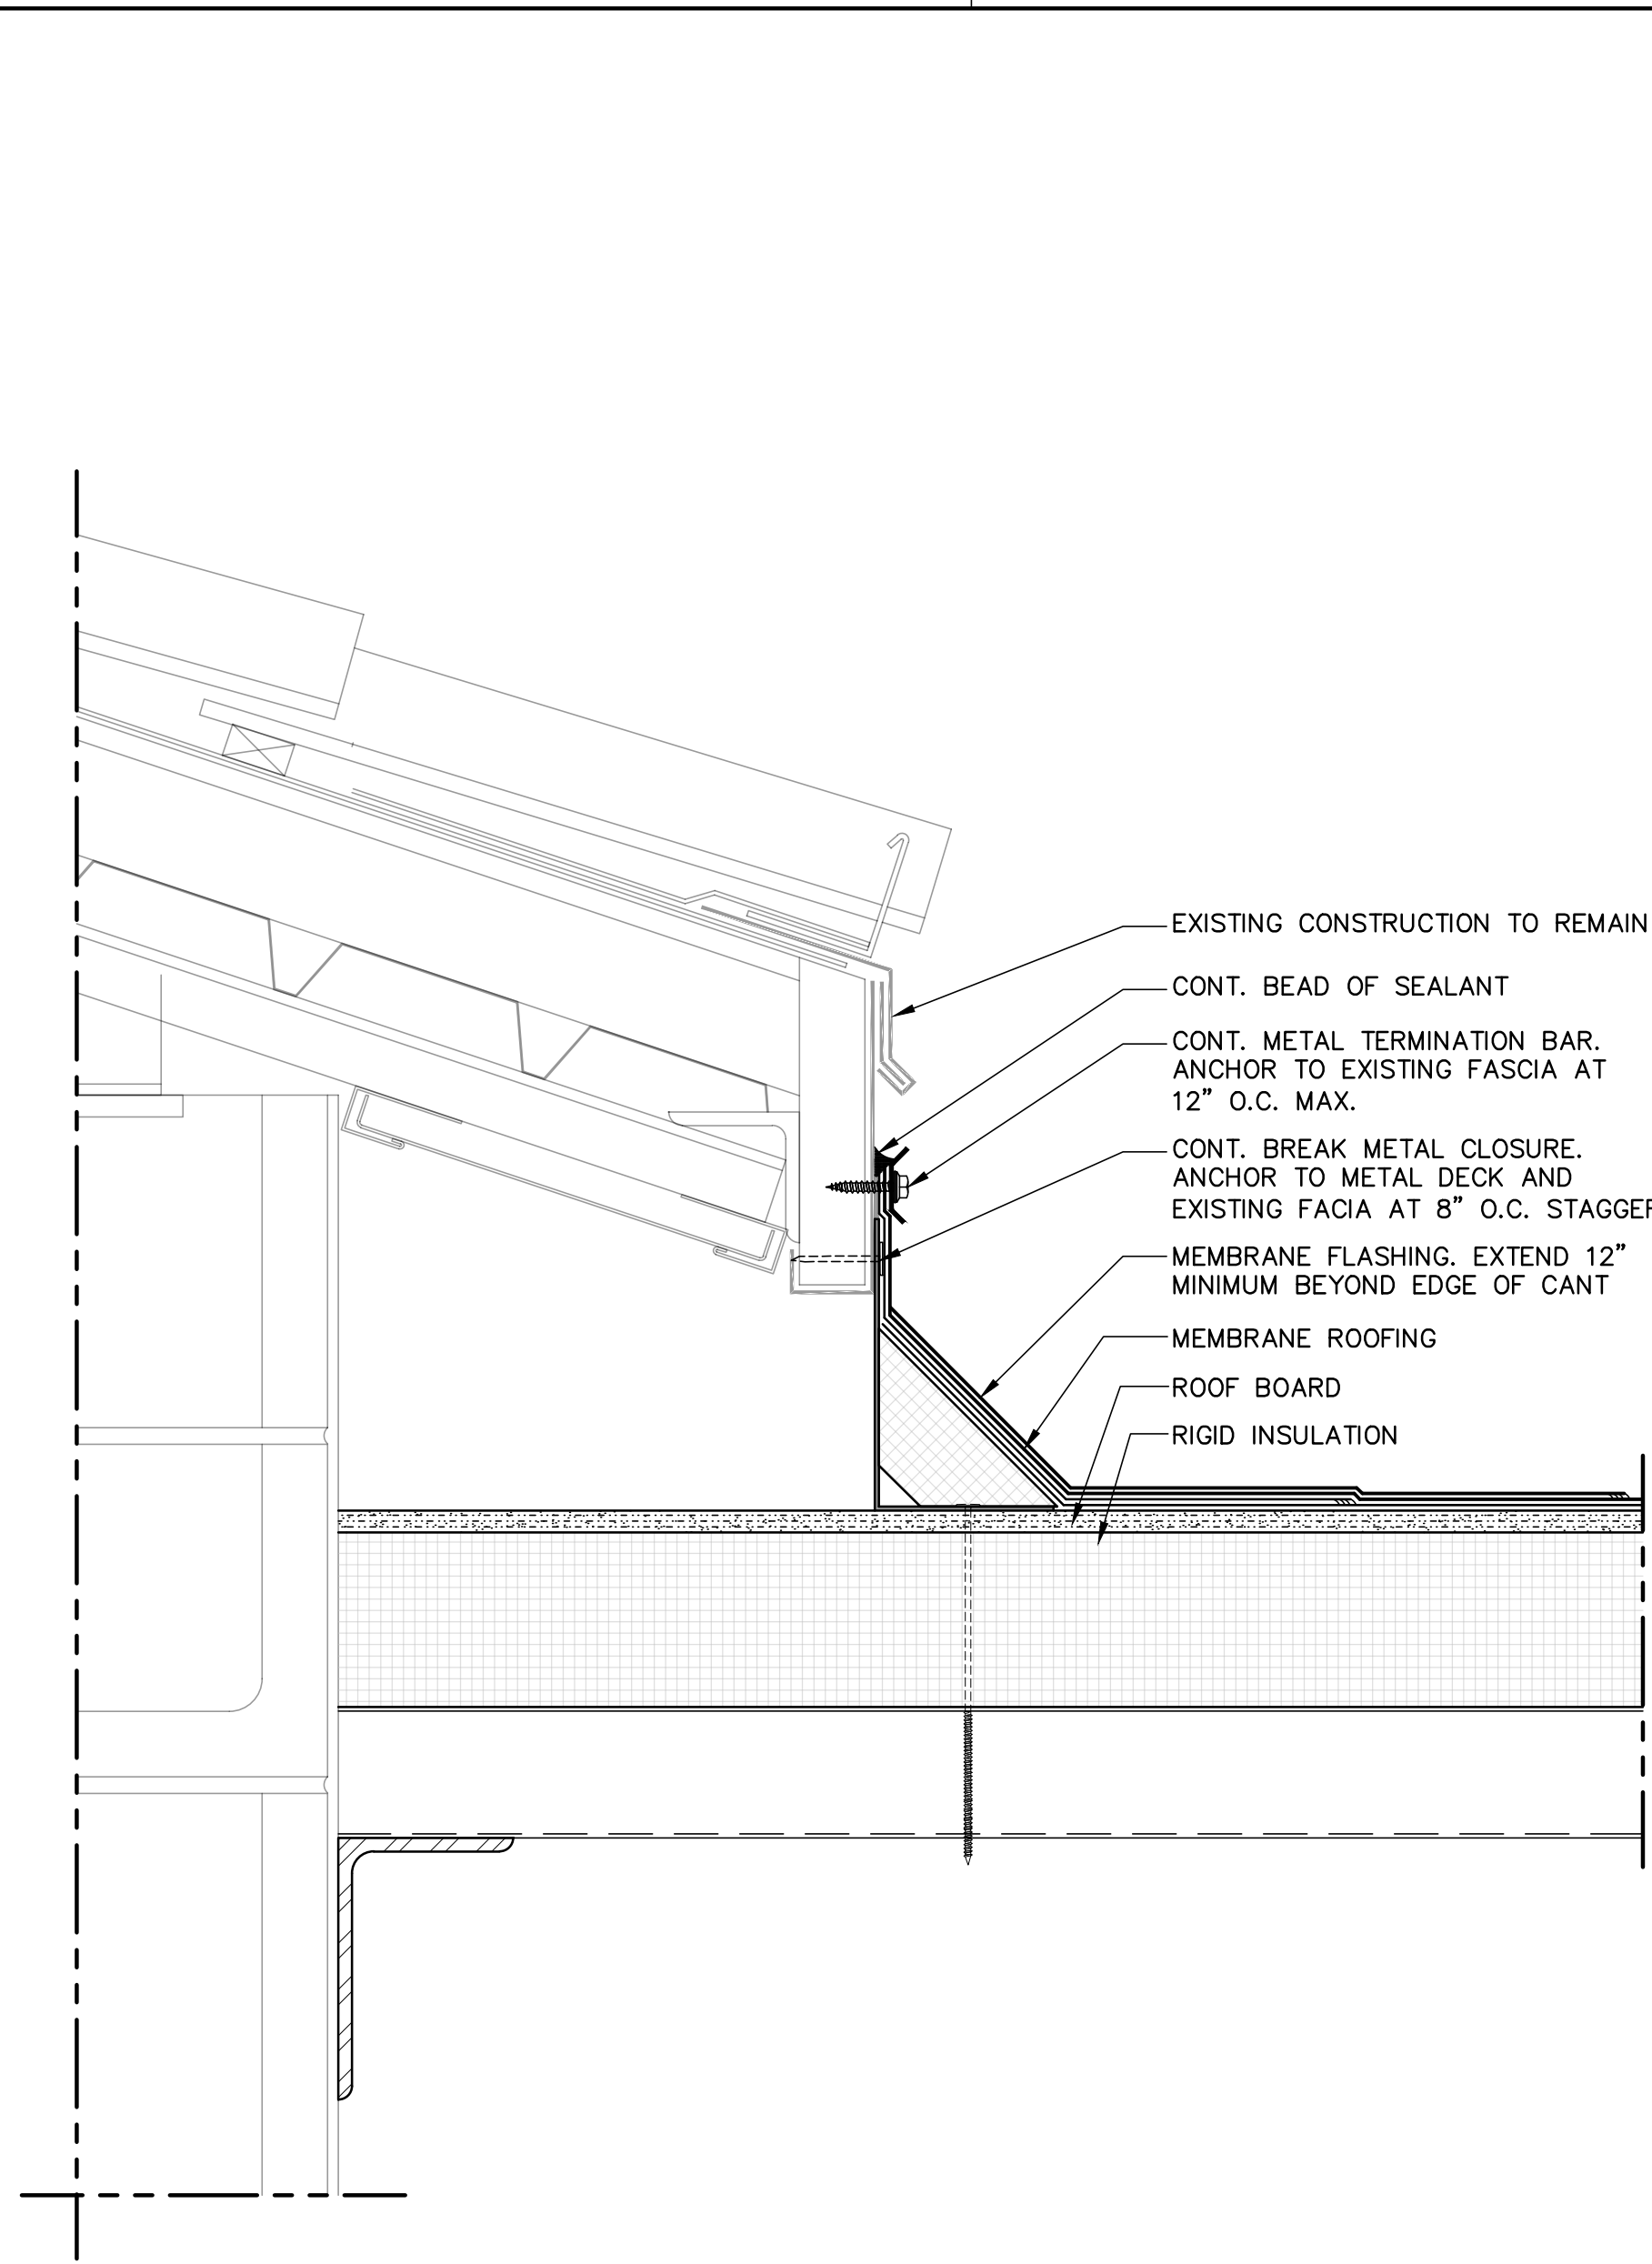 EXISTING CONSTRUCTION TO REMAIN
CONT. BEAD OF SEALANT
CONT. METAL TERMINATION BAR.
ANCHOR TO EXISTING FASCIA AT
12" O.C. MAX.
CONT. BREAK METAL CLOSURE.
ANCHOR TO METAL DECK AND
EXISTING FACIA AT 8" O.C.
MEMBRANE FLASHING. EXTEND 12"
MINIMUM BEYOND EDGE OF CANT
MEMBRANE ROOFING
ROOF BOARD
RIGID INSULATION